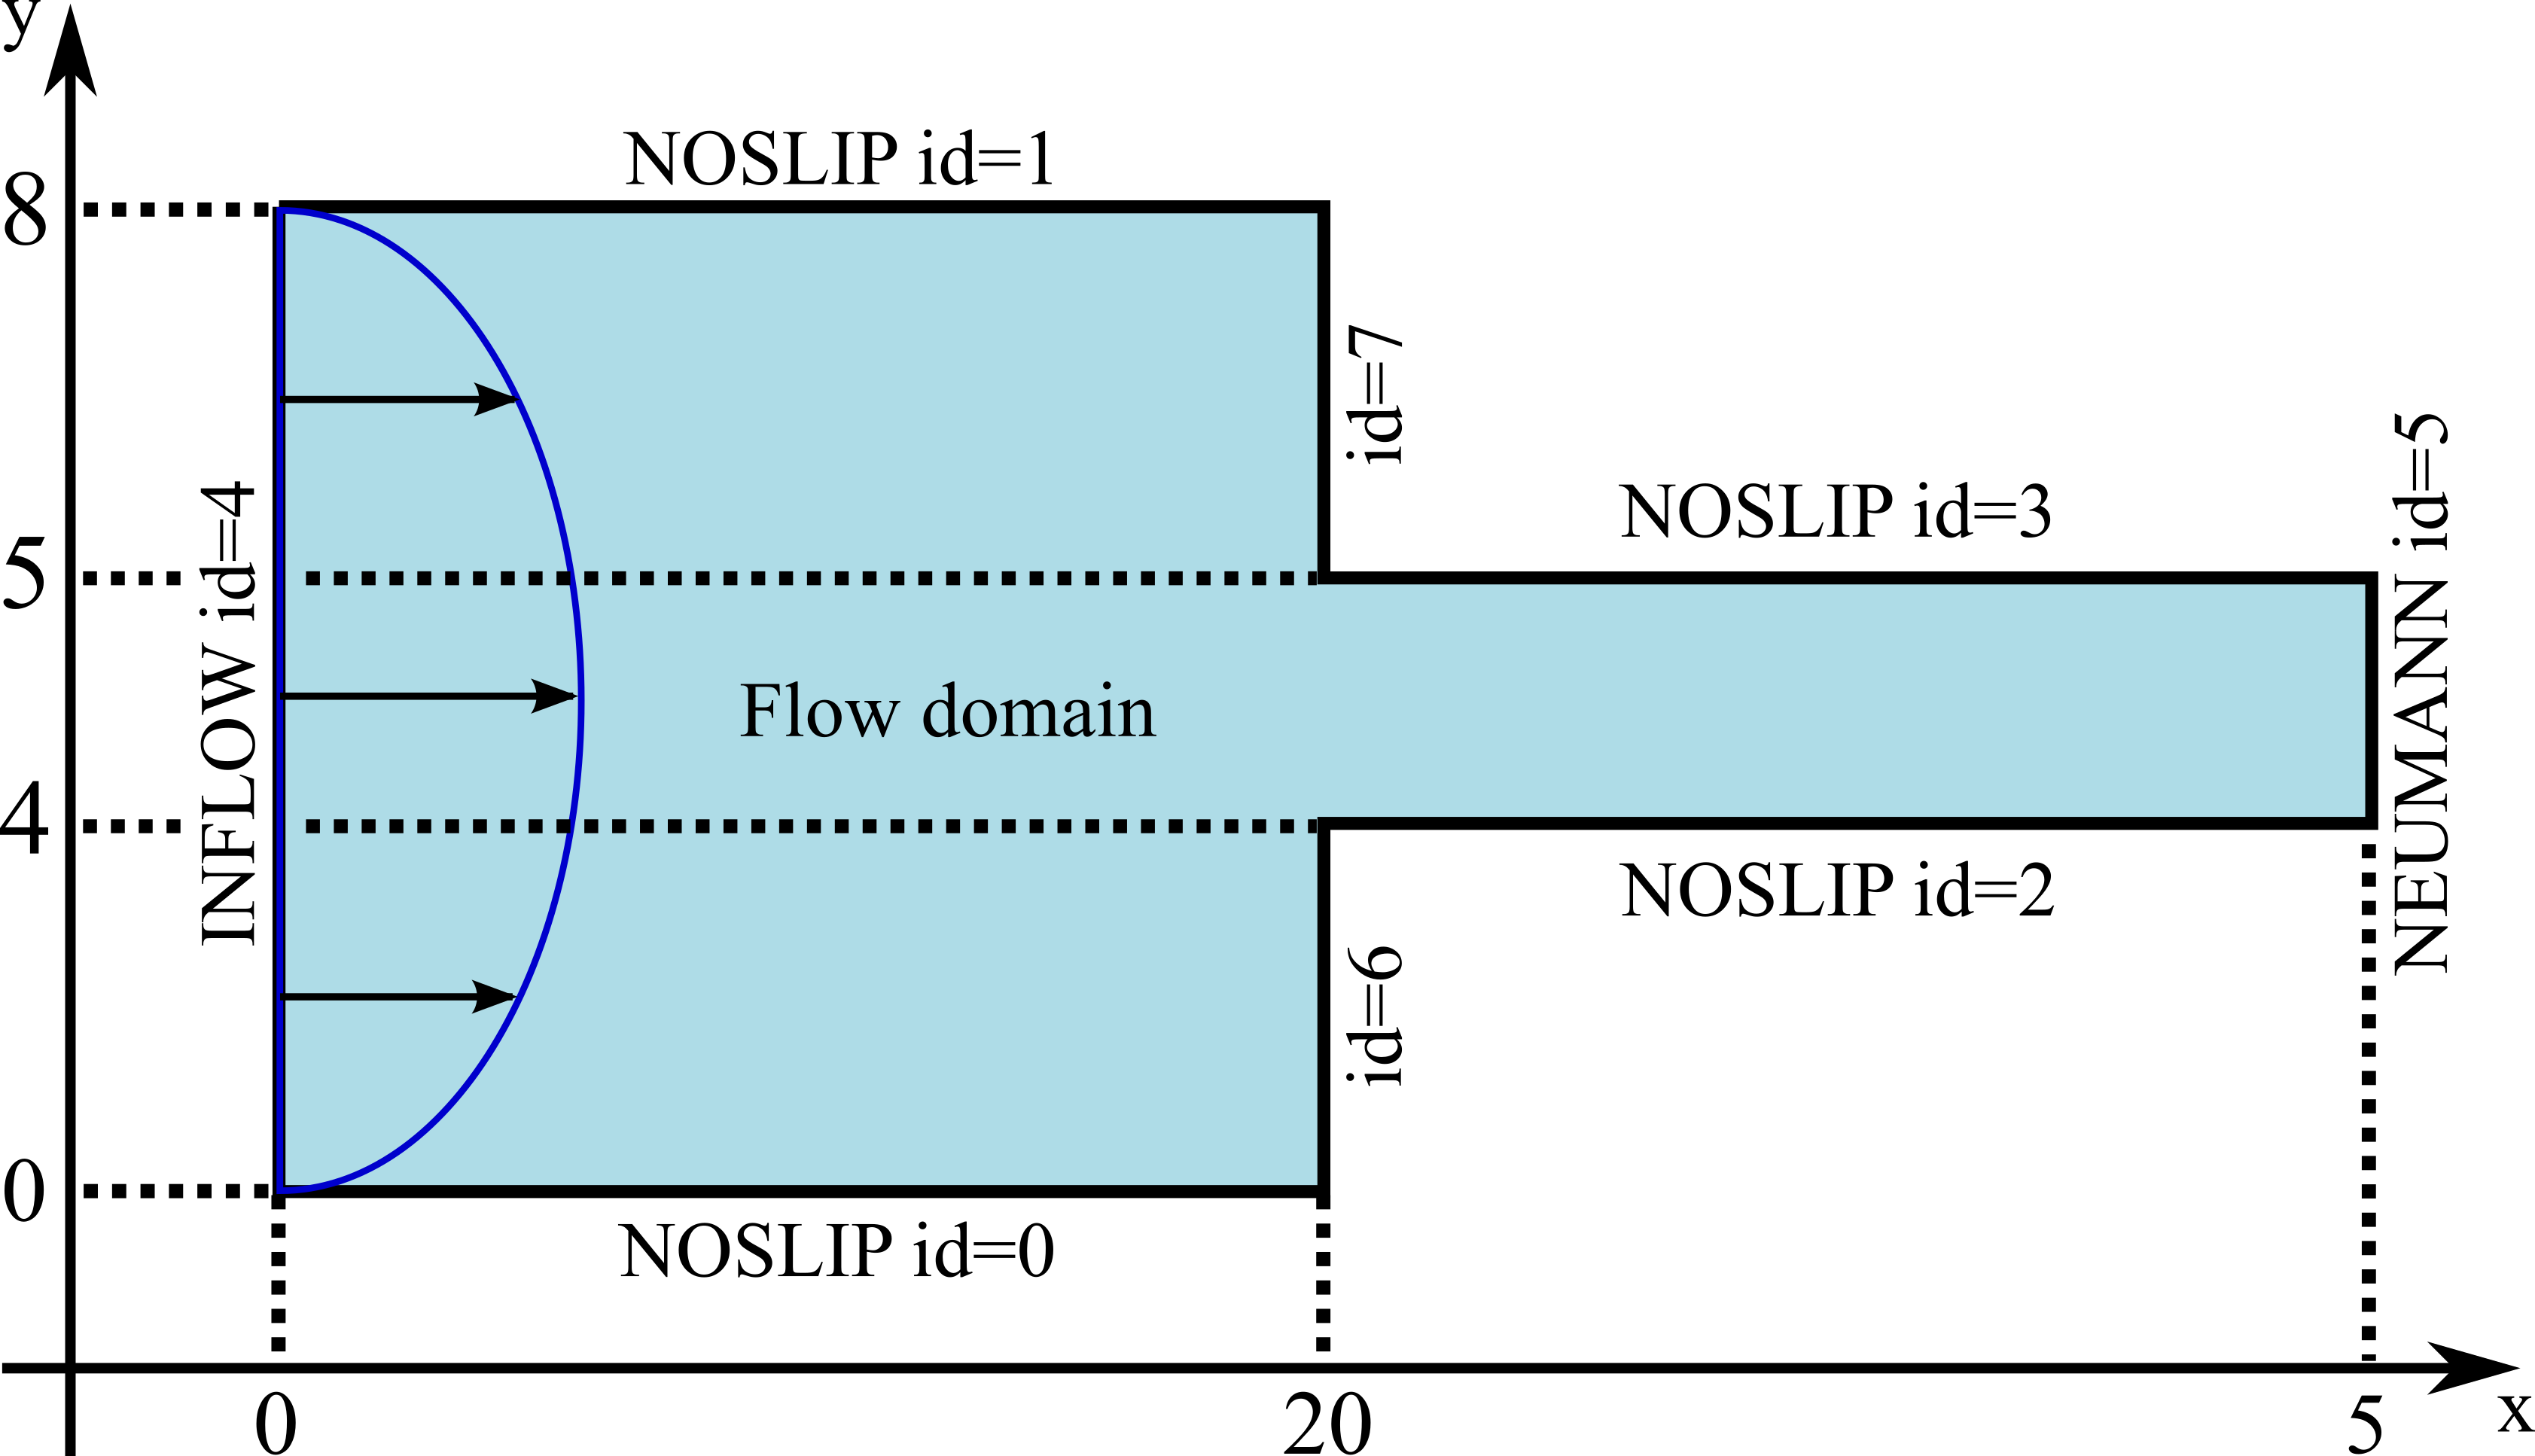 y
NOSLIP id=1
8
id=7
NOSLIP id=3
5
INFLOW id=4
NEUMANN id=5
Flow domain
4
NOSLIP id=2
id=6
0
NOSLIP id=0
0
20
5
x